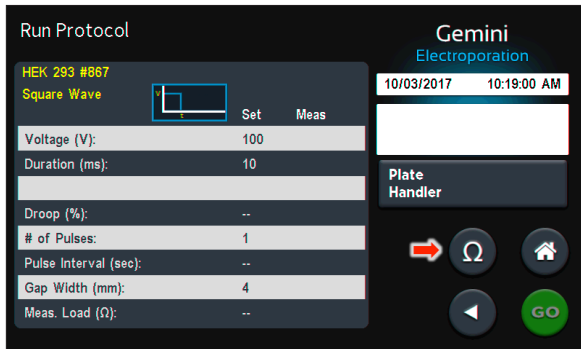 Run Protocol
Gemini
Electroporation
HEK 293 #867
Square Wave
V
t
Set Meas
10/03/2017 10:19:00 AM
Voltage (V): 100
Duration (ms): 10
Droop (%): --
# of Pulses: 1
Pulse Interval (sec): --
Gap Width (mm): 4
Meas. Load (Ω): --
Plate
Handler
Ω
GO